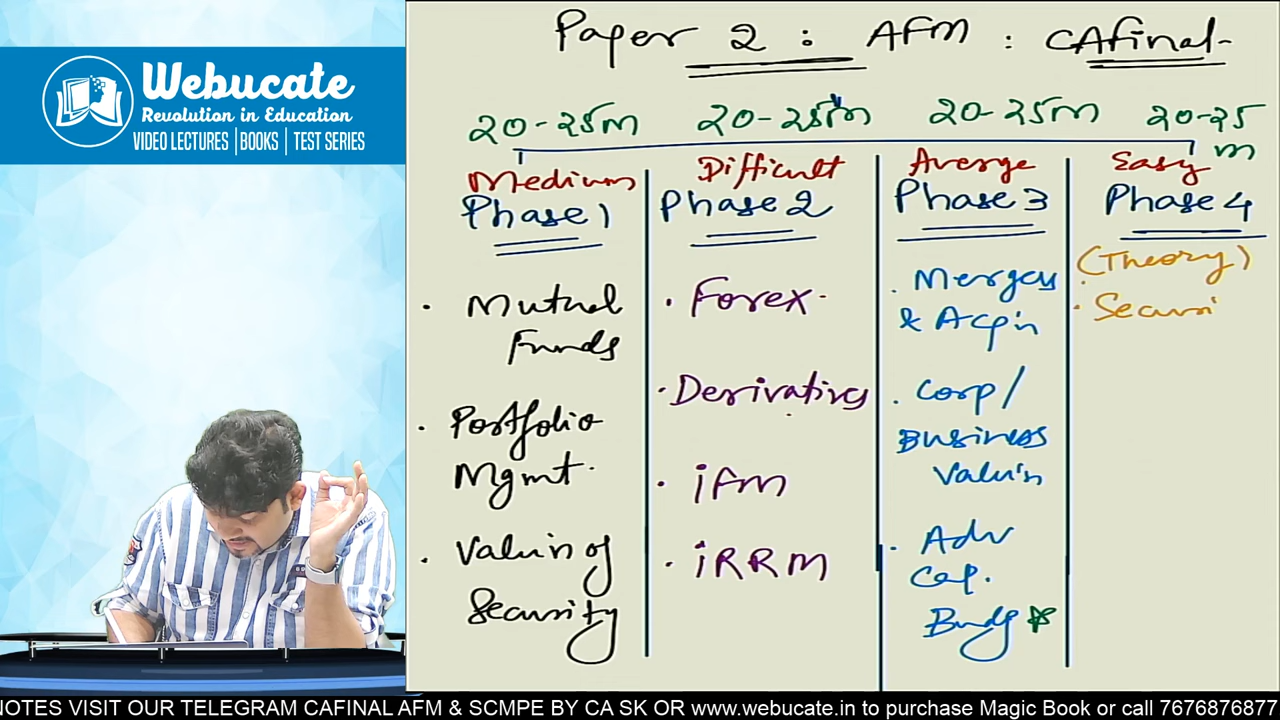 Webucate
Revolution in Education
VIDEO LECTURES | BOOKS | TEST SERIES
Paper 2 : AFM : CAfinal-
20-25m 20-25m 20-25m 20-25 m
Medium Difficult Averge Easy
Phase 1 Phase 2 Phase 3 Phase 4
· Mutual
Funds
· Portfolio
Mgmt.
· Valu'n of
Security
· Forex.
· Derivatives
· iFM
· iRRM
· Mergers
& Acq'n
· Corp/
Business
Valu'n
· Adv
Cap.
Budg *
(Theory)
· Securi
NOTES VISIT OUR TELEGRAM CAFINAL AFM & SCMPE BY CA SK OR www.webucate.in to purchase Magic Book or call 7676876877